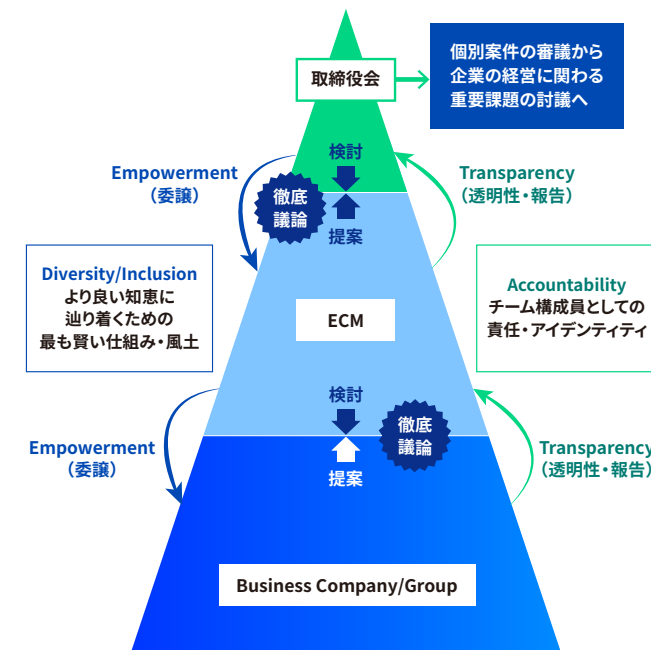 取締役会
個別案件の審議から
企業の経営に関わる
重要課題の討議へ
検討
Empowerment
（委譲）
徹底
議論
Transparency
（透明性・報告）
提案
Diversity/Inclusion
より良い知恵に
辿り着くための
最も賢い仕組み・風土
ECM
Accountability
チーム構成員としての
責任・アイデンティティ
検討
徹底
議論
Empowerment
（委譲）
提案
Transparency
（透明性・報告）
Business Company/Group